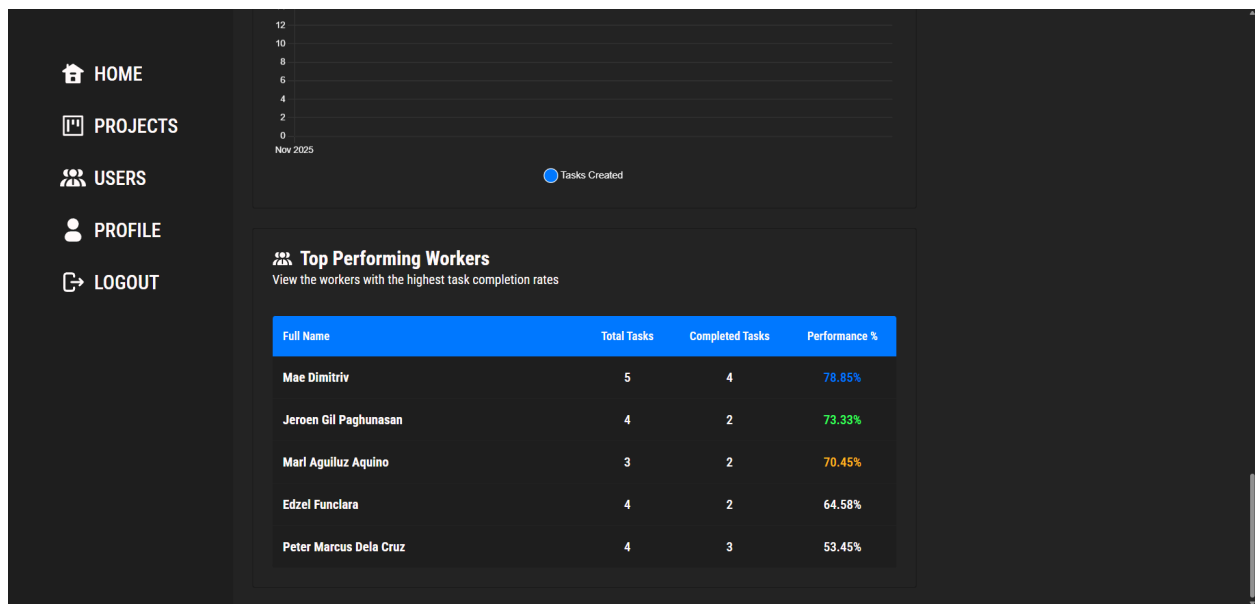 HOME
PROJECTS
USERS
PROFILE
LOGOUT
12
10
8
6
4
2
0
Nov 2025
Tasks Created
Top Performing Workers
View the workers with the highest task completion rates
Full Name Total Tasks Completed Tasks Performance %
Mae Dimitriv 5 4 78.85%
Jeroen Gil Paghunasan 4 2 73.33%
Marl Aguiluz Aquino 3 2 70.45%
Edzel Funclara 4 2 64.58%
Peter Marcus Dela Cruz 4 3 53.45%